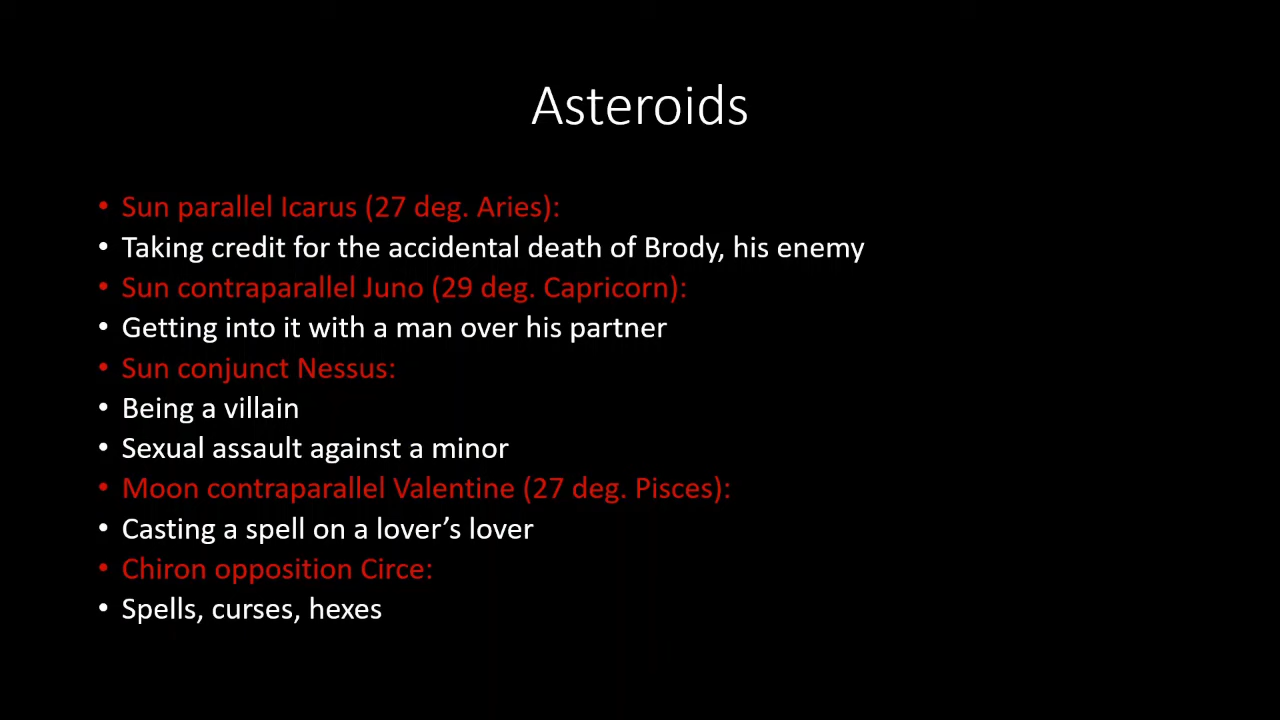 Asteroids
• Sun parallel Icarus (27 deg. Aries):
• Taking credit for the accidental death of Brody, his enemy
• Sun contraparallel Juno (29 deg. Capricorn):
• Getting into it with a man over his partner
• Sun conjunct Nessus:
• Being a villain
• Sexual assault against a minor
• Moon contraparallel Valentine (27 deg. Pisces):
• Casting a spell on a lover’s lover
• Chiron opposition Circe:
• Spells, curses, hexes